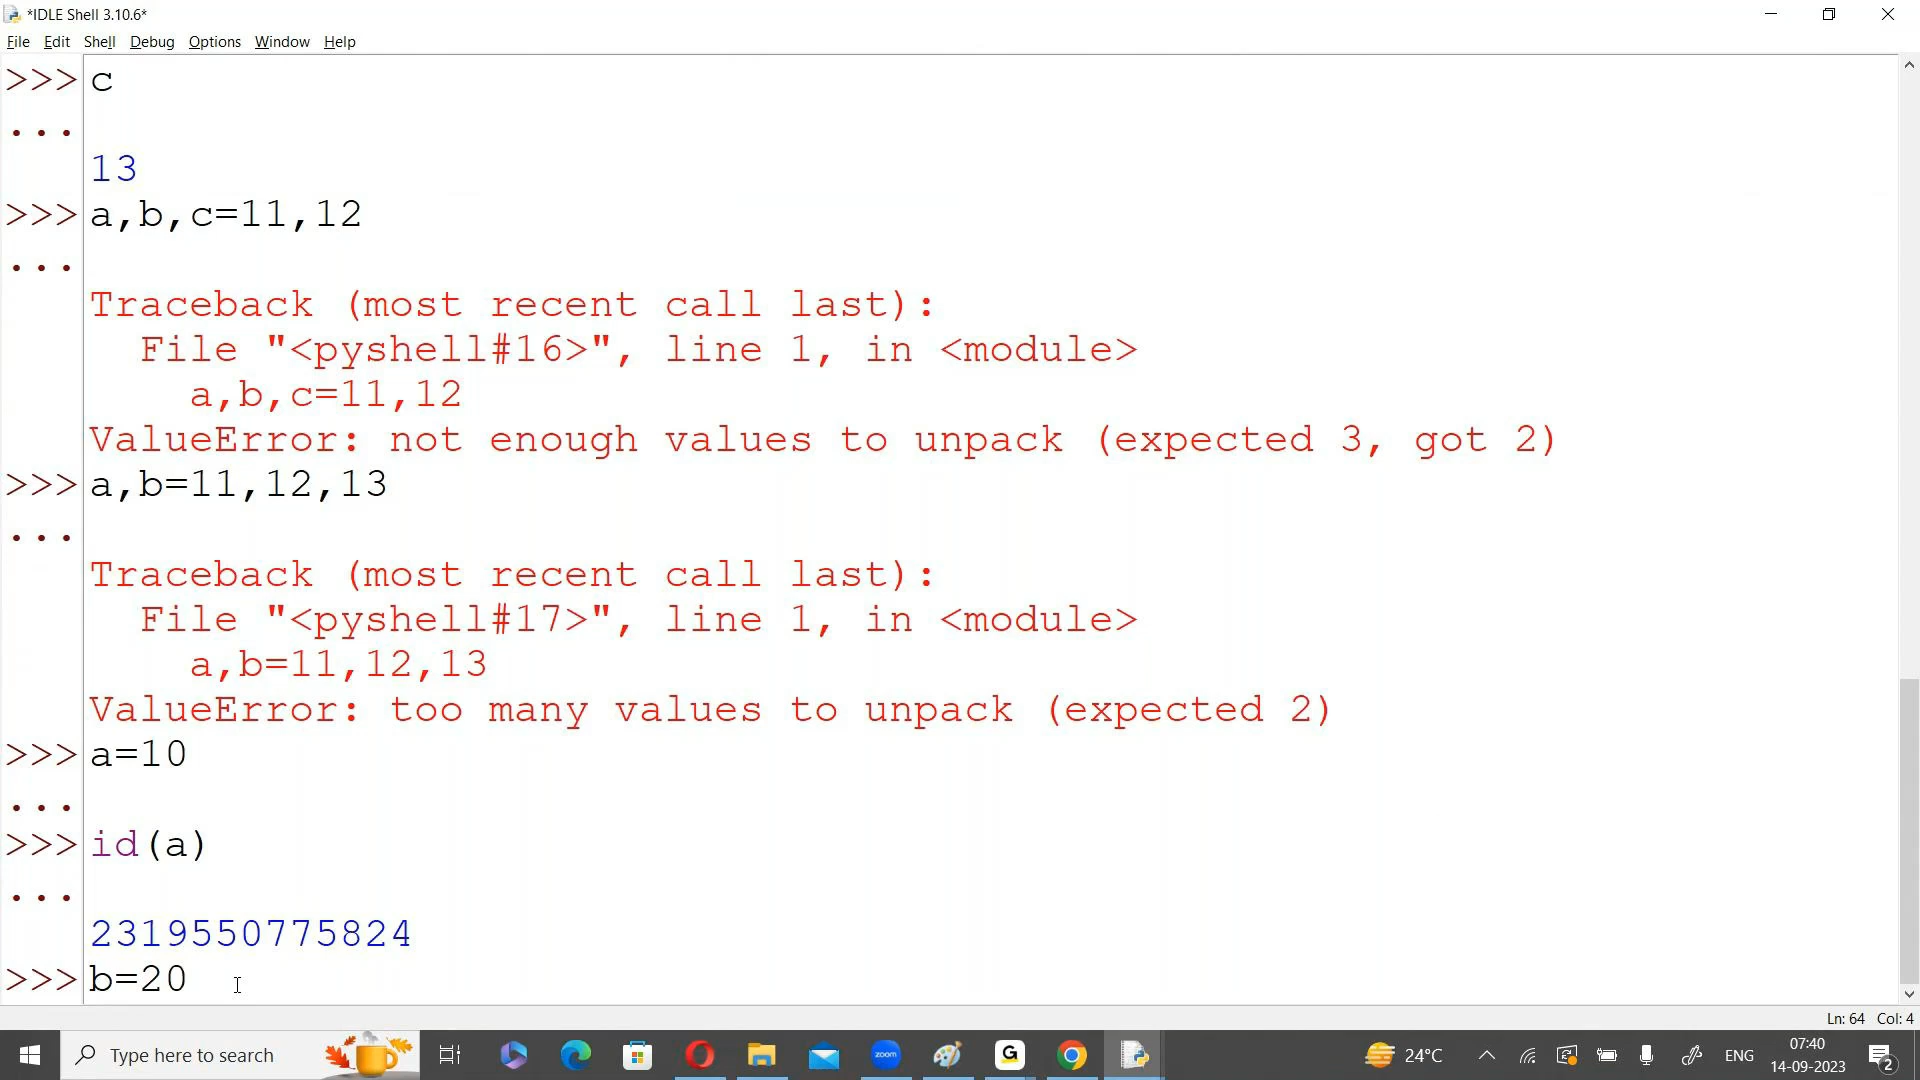 *IDLE Shell 3.10.6*
File Edit Shell Debug Options Window Help
>>> c
...
13
>>> a,b,c=11,12
...
Traceback (most recent call last):
  File "<pyshell#16>", line 1, in <module>
    a,b,c=11,12
ValueError: not enough values to unpack (expected 3, got 2)
>>> a,b=11,12,13
...
Traceback (most recent call last):
  File "<pyshell#17>", line 1, in <module>
    a,b=11,12,13
ValueError: too many values to unpack (expected 2)
>>> a=10
...
>>> id(a)
...
2319550775824
>>> b=20
Ln: 64 Col: 4
Type here to search
zoom
G
24°C
ENG
07:40
14-09-2023
2